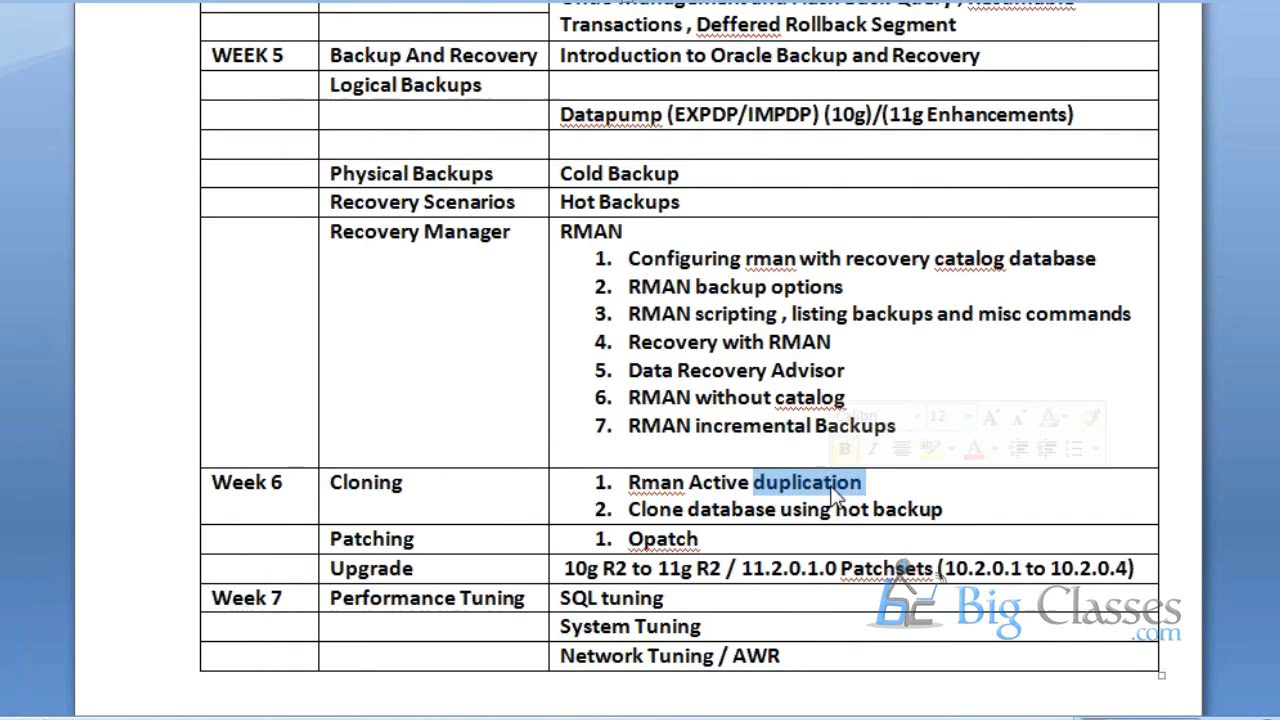 Transactions , Deffered Rollback Segment
WEEK 5 Backup And Recovery Introduction to Oracle Backup and Recovery
Logical Backups
Datapump (EXPDP/IMPDP) (10g)/(11g Enhancements)
Physical Backups Cold Backup
Recovery Scenarios Hot Backups
Recovery Manager RMAN
1. Configuring rman with recovery catalog database
2. RMAN backup options
3. RMAN scripting , listing backups and misc commands
4. Recovery with RMAN
5. Data Recovery Advisor
6. RMAN without catalog
Calibri 12
7. RMAN incremental Backups
Week 6 Cloning 1. Rman Active duplication
2. Clone database using hot backup
Patching 1. Opatch
Upgrade 10g R2 to 11g R2 / 11.2.0.1.0 Patchsets (10.2.0.1 to 10.2.0.4)
Week 7 Performance Tuning SQL tuning
Big Classes
.com
System Tuning
Network Tuning / AWR